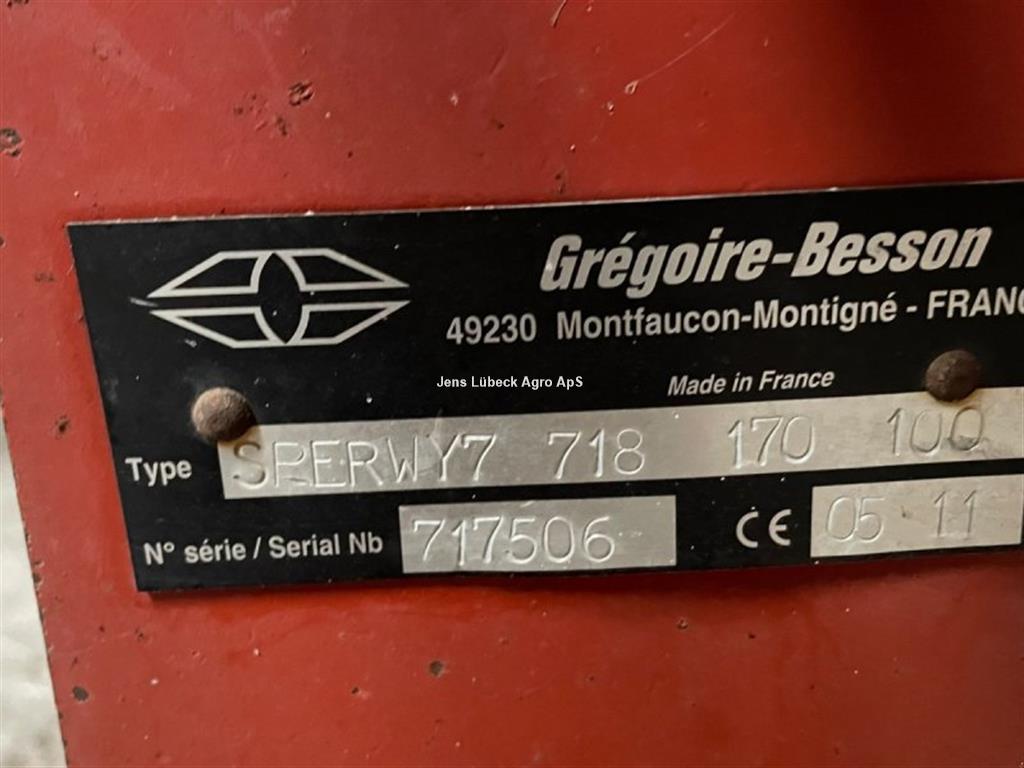 Grégoire-Besson
49230 Montfaucon-Montigné - FRANC
Jens Lübeck Agro ApS
Made in France
Type SPERWY7 718 170 100
N° série / Serial Nb 717506 CE 05 11